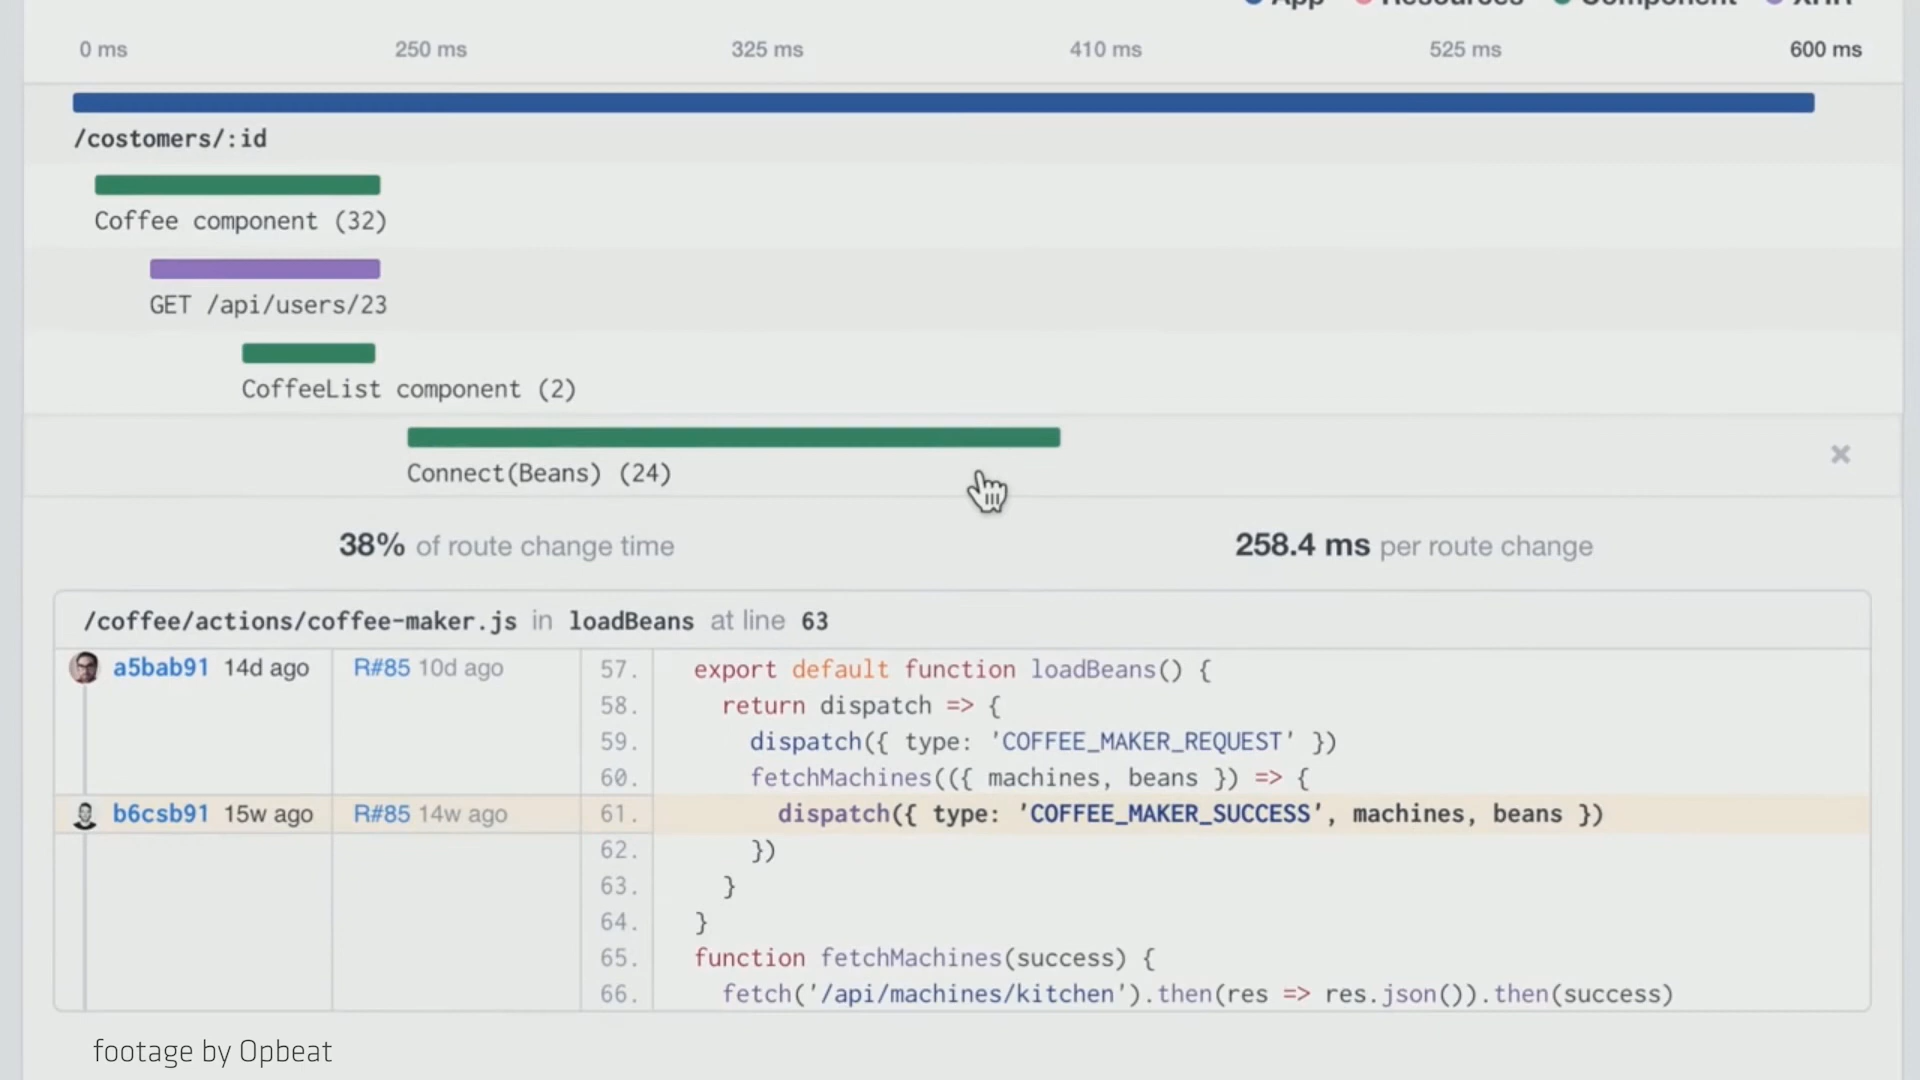 App Resources Component XHR
0 ms 250 ms 325 ms 410 ms 525 ms 600 ms
/costomers/:id
Coffee component (32)
GET /api/users/23
CoffeeList component (2)
Connect(Beans) (24)
38% of route change time 258.4 ms per route change
/coffee/actions/coffee-maker.js in loadBeans at line 63
a5bab91 14d ago R#85 10d ago 57. export default function loadBeans() {
58. return dispatch => {
59. dispatch({ type: 'COFFEE_MAKER_REQUEST' })
60. fetchMachines(({ machines, beans }) => {
b6csb91 15w ago R#85 14w ago 61. dispatch({ type: 'COFFEE_MAKER_SUCCESS', machines, beans })
62. })
63. }
64. }
65. function fetchMachines(success) {
66. fetch('/api/machines/kitchen').then(res => res.json()).then(success)
footage by Opbeat